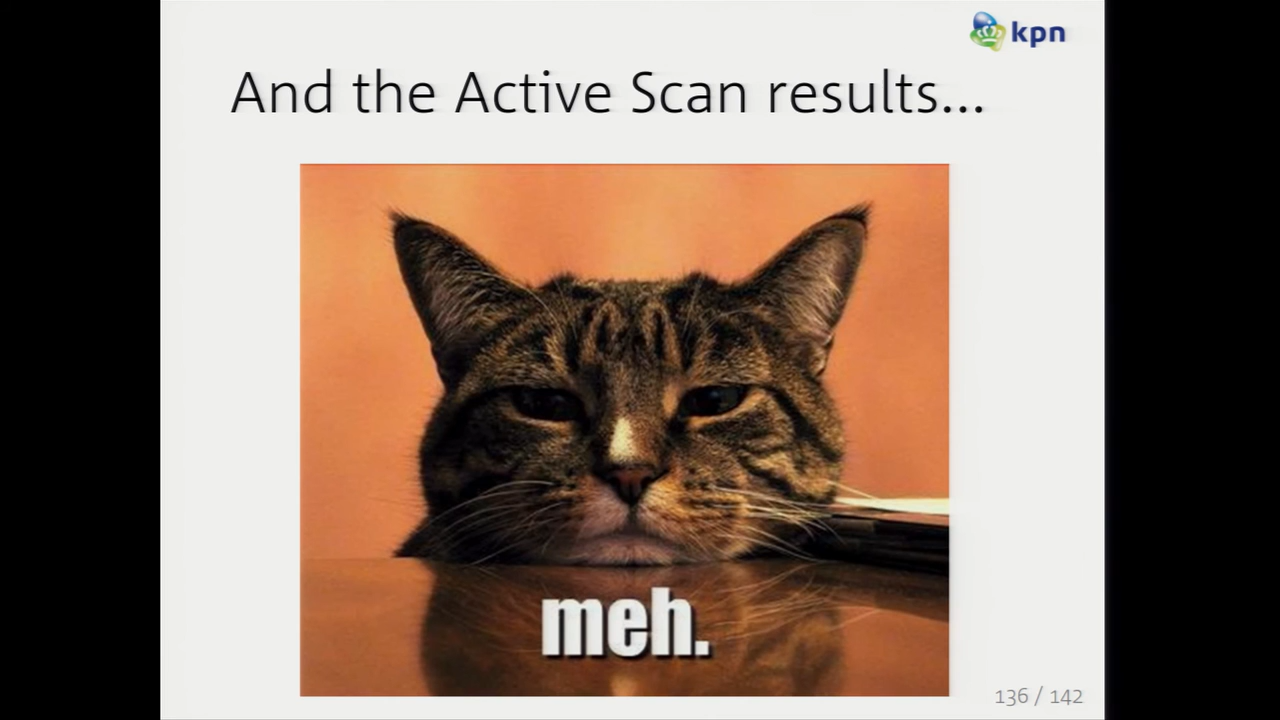 kpn
And the Active Scan results...
meh.
136 / 142